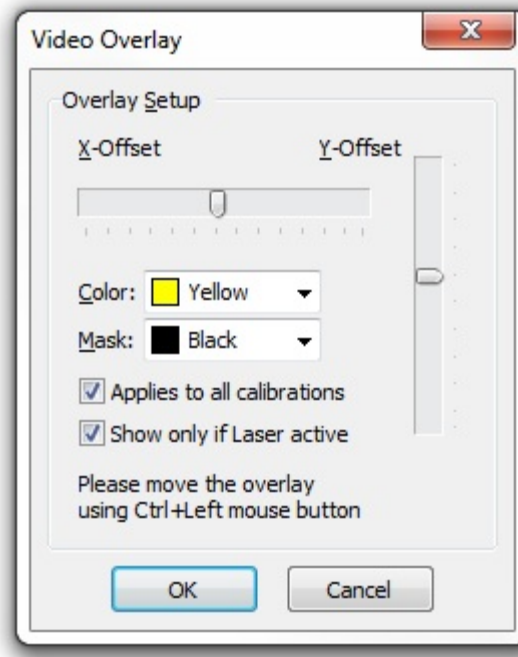 Video Overlay
Overlay Setup
X-Offset
Y-Offset
Color: Yellow
Mask: Black
Applies to all calibrations
Show only if Laser active
Please move the overlay
using Ctrl+Left mouse button
OK
Cancel